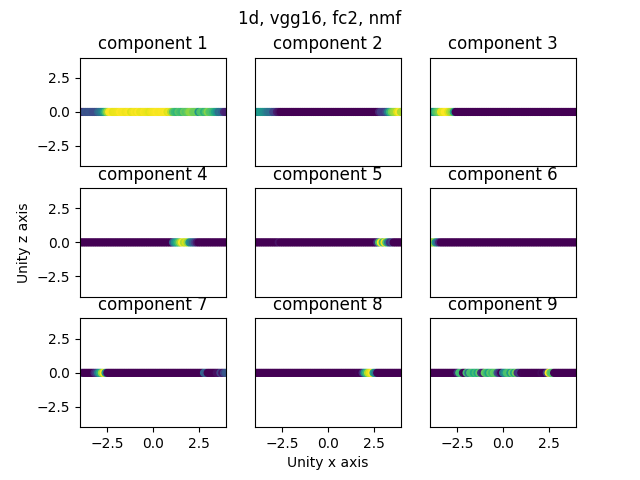 1d, vgg16, fc2, nmf
component 1
component 2
component 3
2.5
0.0
−2.5
component 4
component 5
component 6
2.5
0.0
−2.5
Unity z axis
component 7
component 8
component 9
2.5
0.0
−2.5
−2.5 0.0 2.5
−2.5 0.0 2.5
−2.5 0.0 2.5
Unity x axis